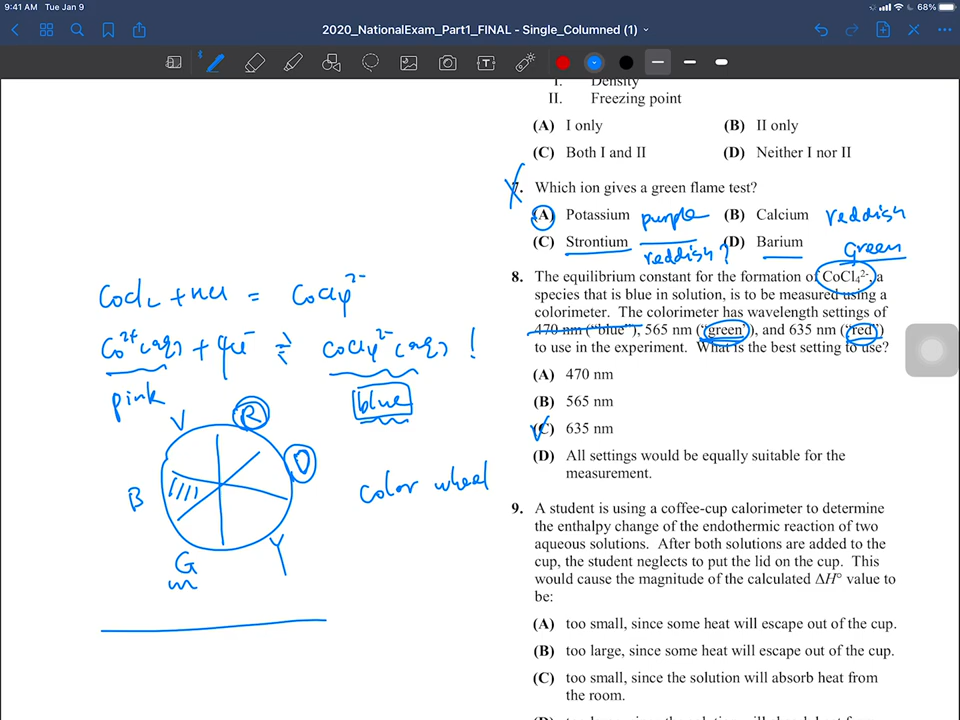 9:41 AM Tue Jan 9
68%
2020_NationalExam_Part1_FINAL - Single_Columned (1)
I. Density
II. Freezing point
(A) I only (B) II only
(C) Both I and II (D) Neither I nor II
7. Which ion gives a green flame test?
(A) Potassium purple (B) Calcium reddish
(C) Strontium reddish? (D) Barium green
8. The equilibrium constant for the formation of CoCl₄²⁻, a
species that is blue in solution, is to be measured using a
colorimeter. The colorimeter has wavelength settings of
470 nm (“blue”), 565 nm (“green”), and 635 nm (“red”)
to use in the experiment. What is the best setting to use?
(A) 470 nm
(B) 565 nm
(C) 635 nm
(D) All settings would be equally suitable for the
measurement.
9. A student is using a coffee-cup calorimeter to determine
the enthalpy change of the endothermic reaction of two
aqueous solutions. After both solutions are added to the
cup, the student neglects to put the lid on the cup. This
would cause the magnitude of the calculated ΔH° value to
be:
(A) too small, since some heat will escape out of the cup.
(B) too large, since some heat will escape out of the cup.
(C) too small, since the solution will absorb heat from
the room.
CoCl₂ + HCl = CoCl₄²⁻
Co²⁺(aq) + 4Cl⁻ ⇌ CoCl₄²⁻(aq) !
pink blue
V R
O
B color wheel
G Y